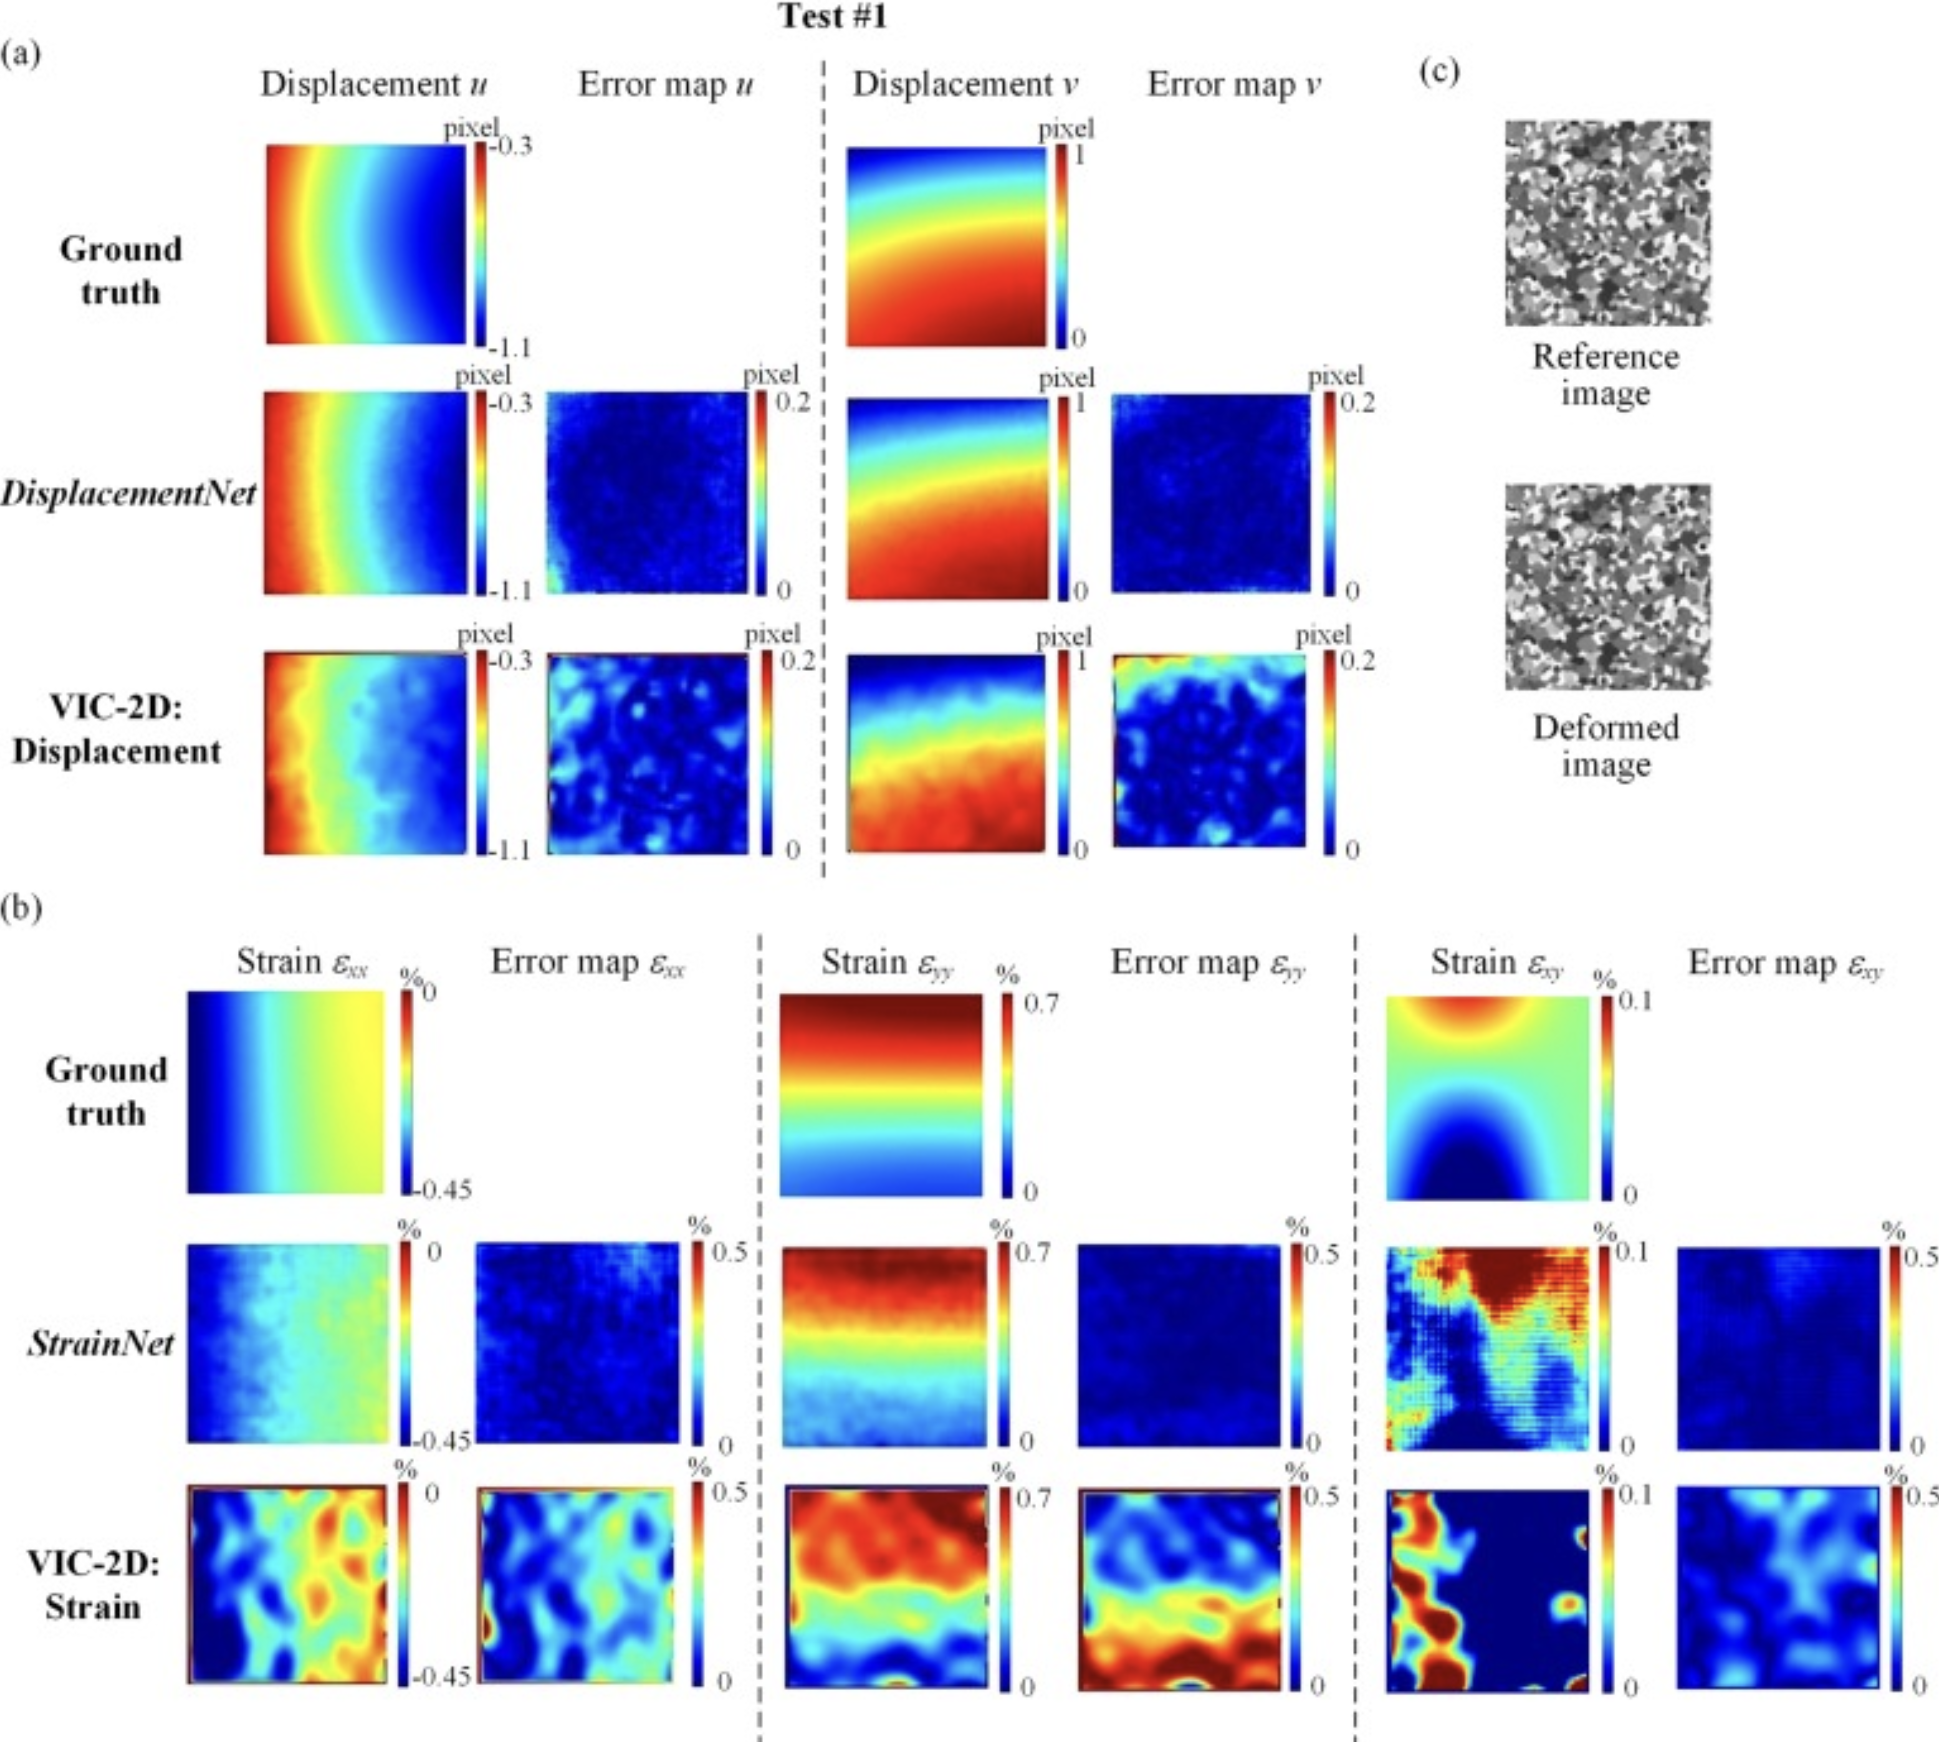 Test #1
(a)
Displacement u
Error map u
Displacement v
Error map v
(c)
pixel
-0.3
-1.1
pixel
1
0
Ground
truth
Reference
image
pixel
-0.3
-1.1
pixel
0.2
0
pixel
1
0
pixel
0.2
0
DisplacementNet
pixel
-0.3
-1.1
pixel
0.2
0
pixel
1
0
pixel
0.2
0
VIC-2D:
Displacement
Deformed
image
(b)
Strain εxx
Error map εxx
Strain εyy
Error map εyy
Strain εxy
Error map εxy
%
0
-0.45
%
0.7
0
%
0.1
0
Ground
truth
%
0
-0.45
%
0.5
0
%
0.7
0
%
0.5
0
%
0.1
0
%
0.5
0
StrainNet
%
0
-0.45
%
0.5
0
%
0.7
0
%
0.5
0
%
0.1
0
%
0.5
0
VIC-2D:
Strain